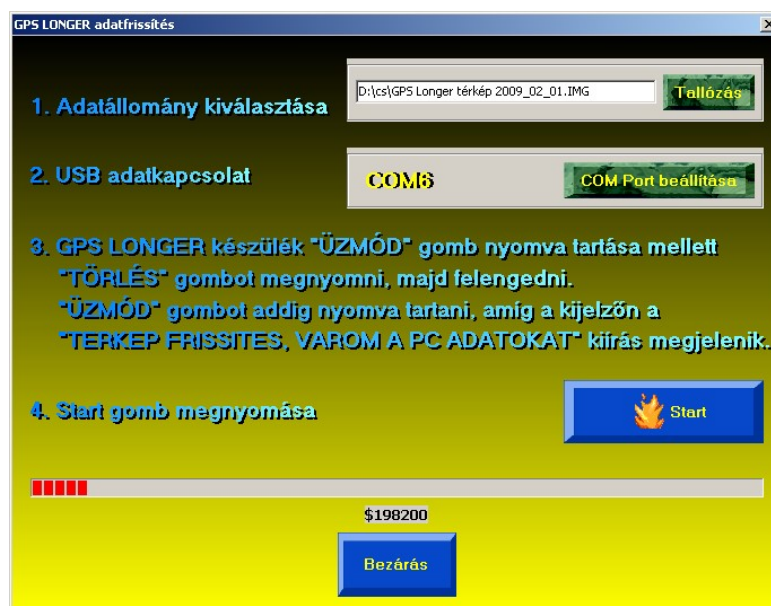 GPS LONGER adatfrissítés
1. Adatállomány kiválasztása
D:\cs\GPS Longer térkép 2009_02_01.IMG
Tallózás
2. USB adatkapcsolat
COM6
COM Port beállítása
3. GPS LONGER készülék "ÜZMÓD" gomb nyomva tartása mellett
"TÖRLÉS" gombot megnyomni, majd felengedni.
"ÜZMÓD" gombot addig nyomva tartani, amíg a kijelzőn a
"TERKEP FRISSITES, VAROM A PC ADATOKAT" kiírás megjelenik.
4. Start gomb megnyomása
Start
$198200
Bezárás